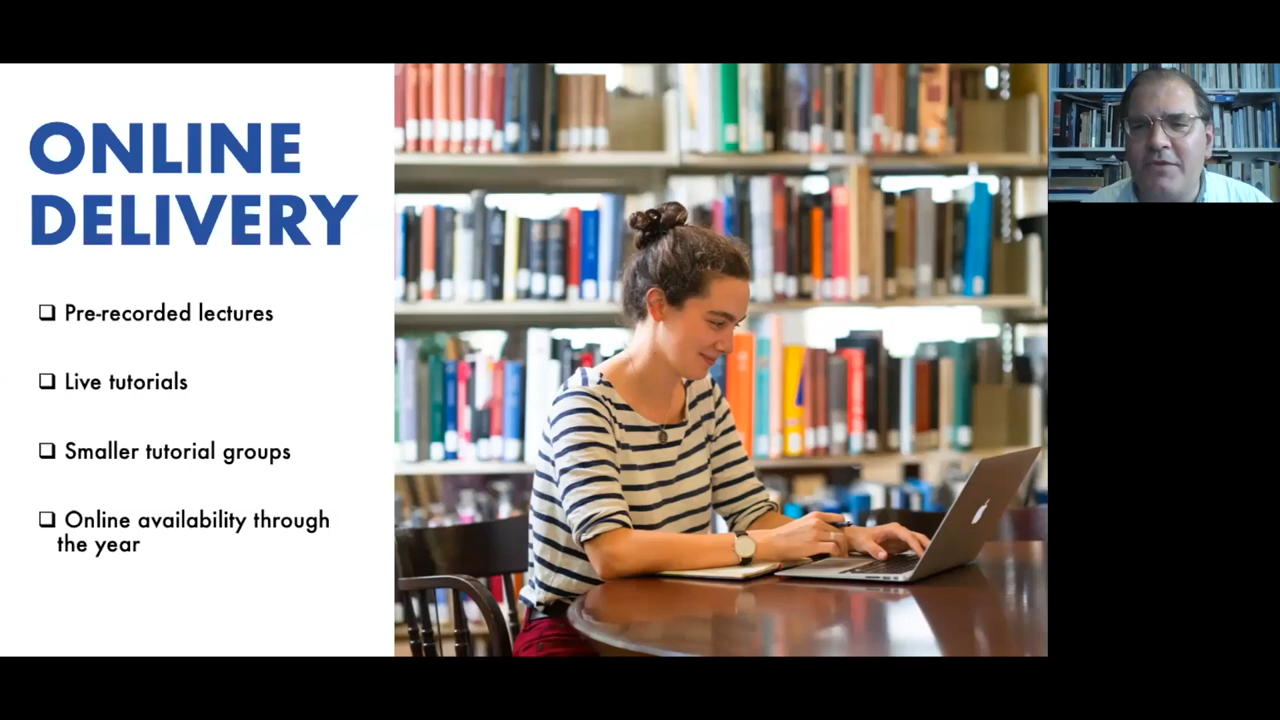 ONLINE
DELIVERY
Pre-recorded lectures
Live tutorials
Smaller tutorial groups
Online availability through
the year